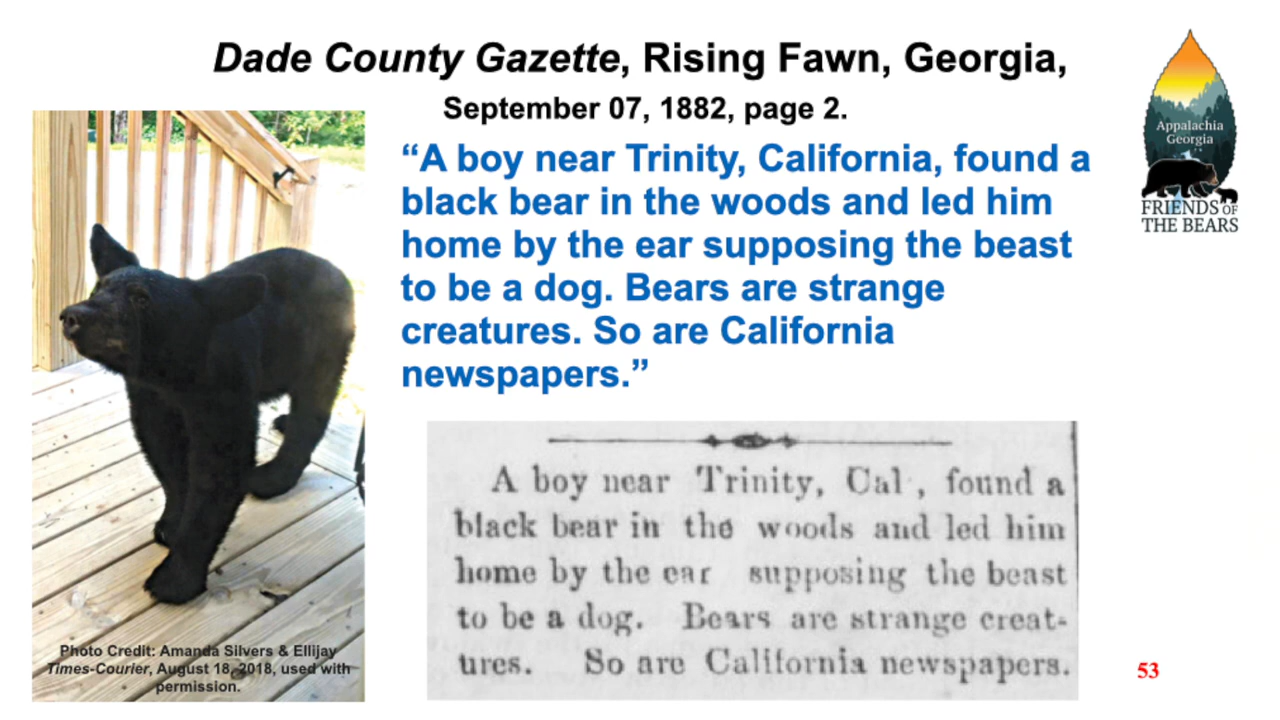 Dade County Gazette, Rising Fawn, Georgia,
September 07, 1882, page 2.
“A boy near Trinity, California, found a
black bear in the woods and led him
home by the ear supposing the beast
to be a dog. Bears are strange
creatures. So are California
newspapers.”
Appalachia
Georgia
FRIENDS OF
THE BEARS
A boy near Trinity, Cal , found a
black bear in the woods and led him
home by the ear supposing the beast
to be a dog. Bears are strange creat-
tures. So are California newspapers.
Photo Credit: Amanda Silvers & Ellijay
Times-Courier, August 18, 2018, used with
permission.
53